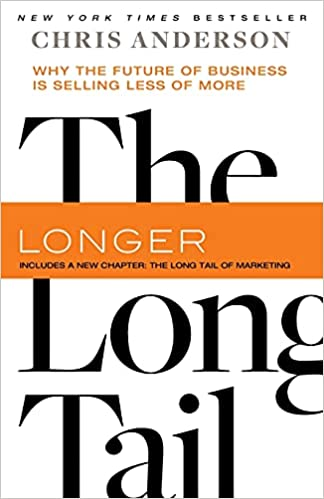 NEW YORK TIMES BESTSELLER
CHRIS ANDERSON
WHY THE FUTURE OF BUSINESS
IS SELLING LESS OF MORE
The
LONGER
INCLUDES A NEW CHAPTER: THE LONG TAIL OF MARKETING
Long
Tail